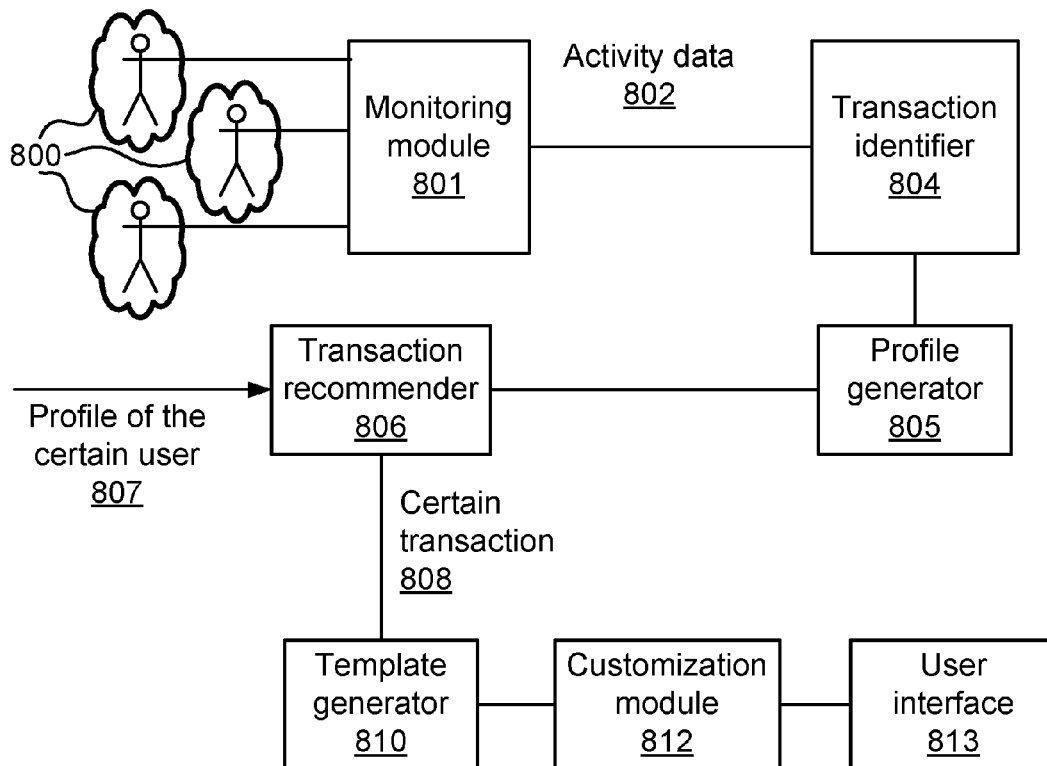 800
Monitoring
module
801
Activity data
802
Transaction
identifier
804
Profile of the
certain user
807
Transaction
recommender
806
Profile
generator
805
Certain
transaction
808
Template
generator
810
Customization
module
812
User
interface
813